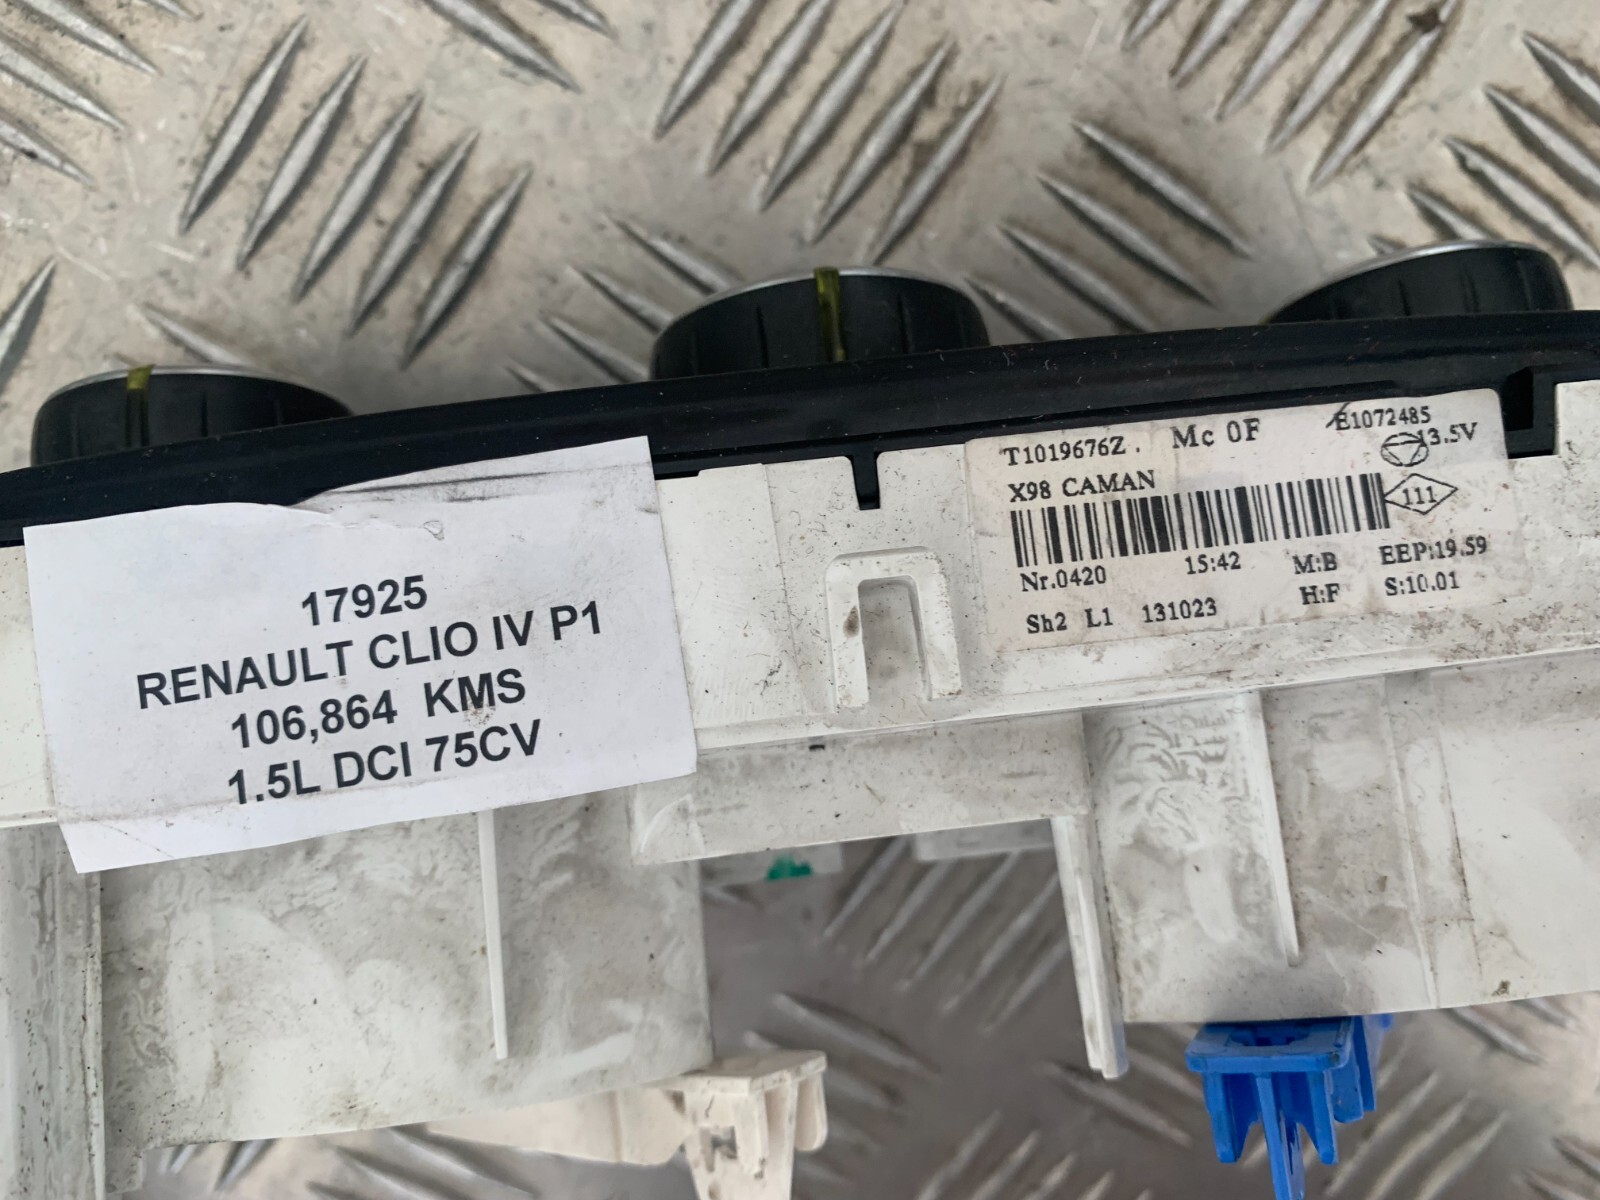 17925
RENAULT CLIO IV P1
106,864 KMS
1.5L DCI 75CV
T1019676Z. Mc 0F E1072485
13.5V
X98 CAMAN
111
Nr.0420 15:42 M:B EEP:19.59
Sh2 L1 131023 H:F S:10.01